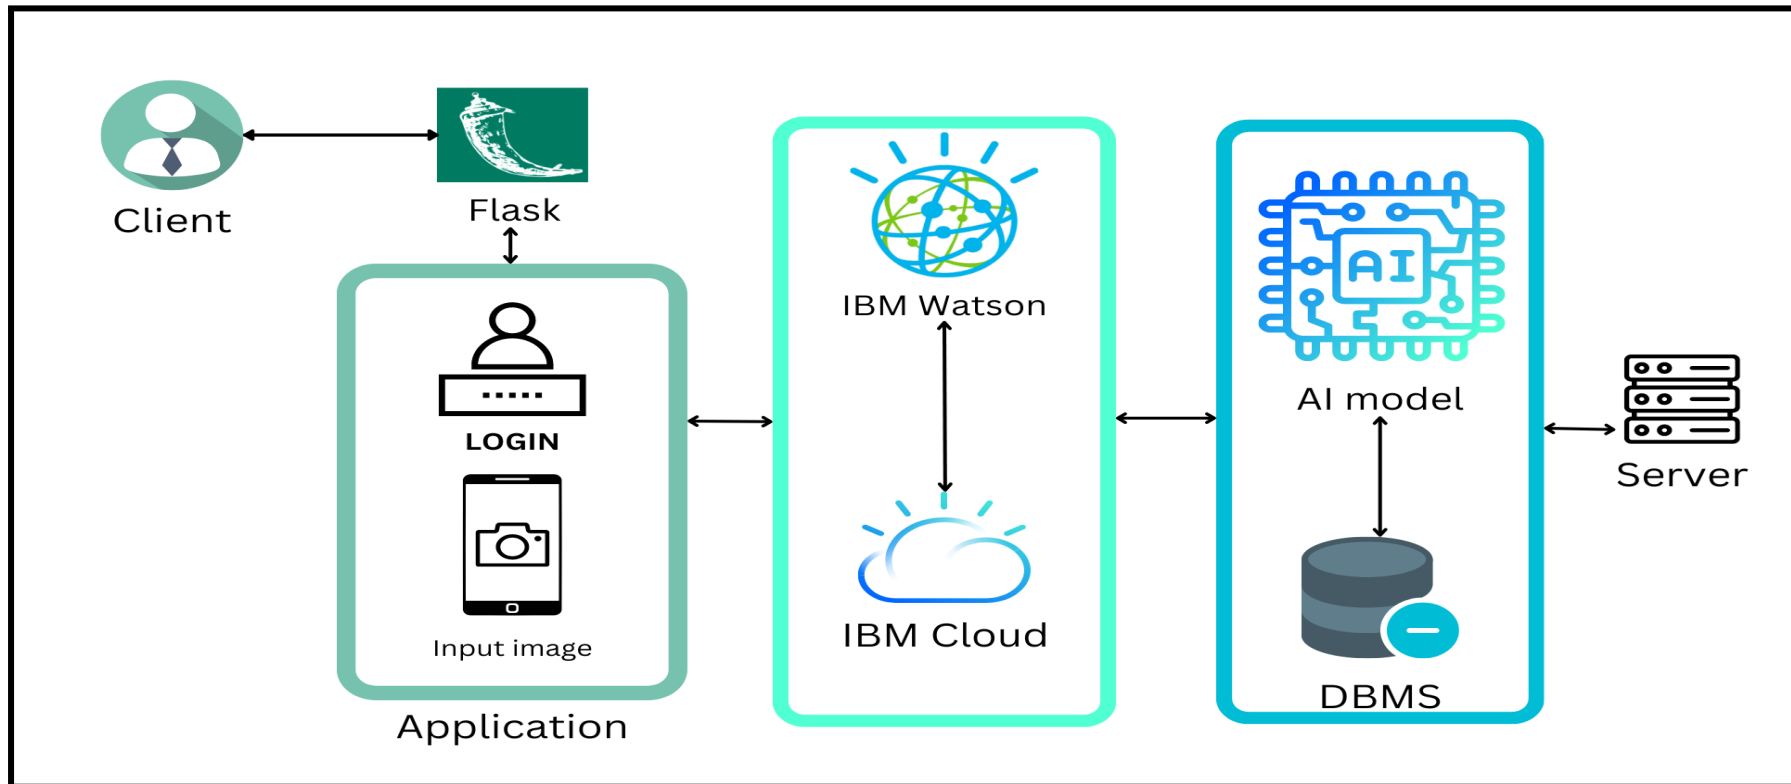 Client
Flask
LOGIN
Input image
Application
IBM Watson
IBM Cloud
AI
AI model
DBMS
Server